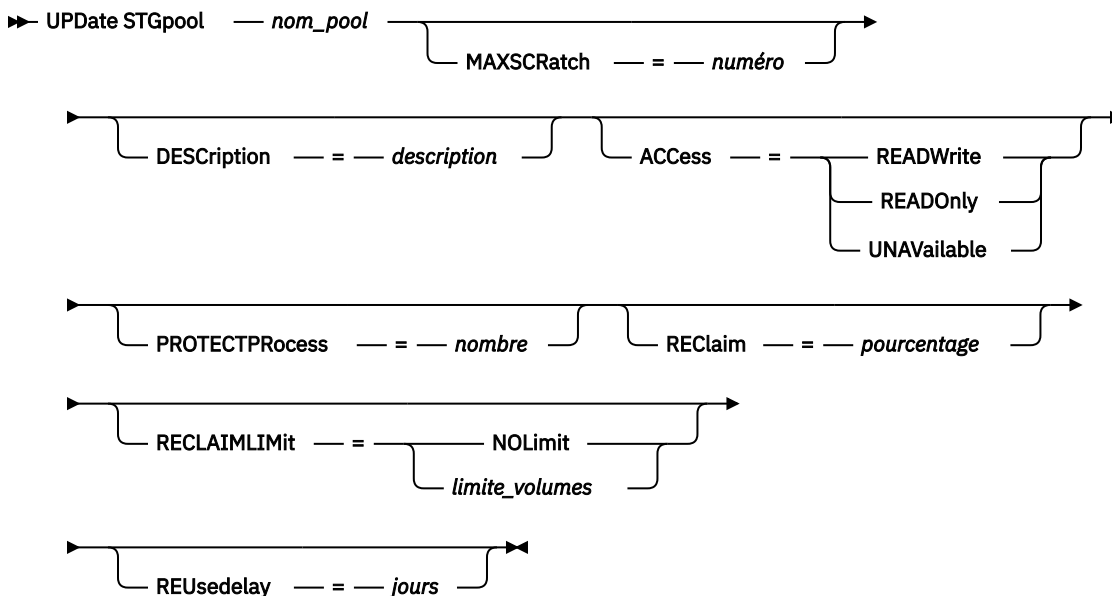 UPDate STGpool — nom_pool
MAXSCRatch — = — numéro
DESCription — = — description ACCess — = READWrite
READOnly
UNAVailable
PROTECTPRocess — = — nombre REClaim — = — pourcentage
RECLAIMLIMit — = NOLimit
limite_volumes
REUsedelay — = — jours